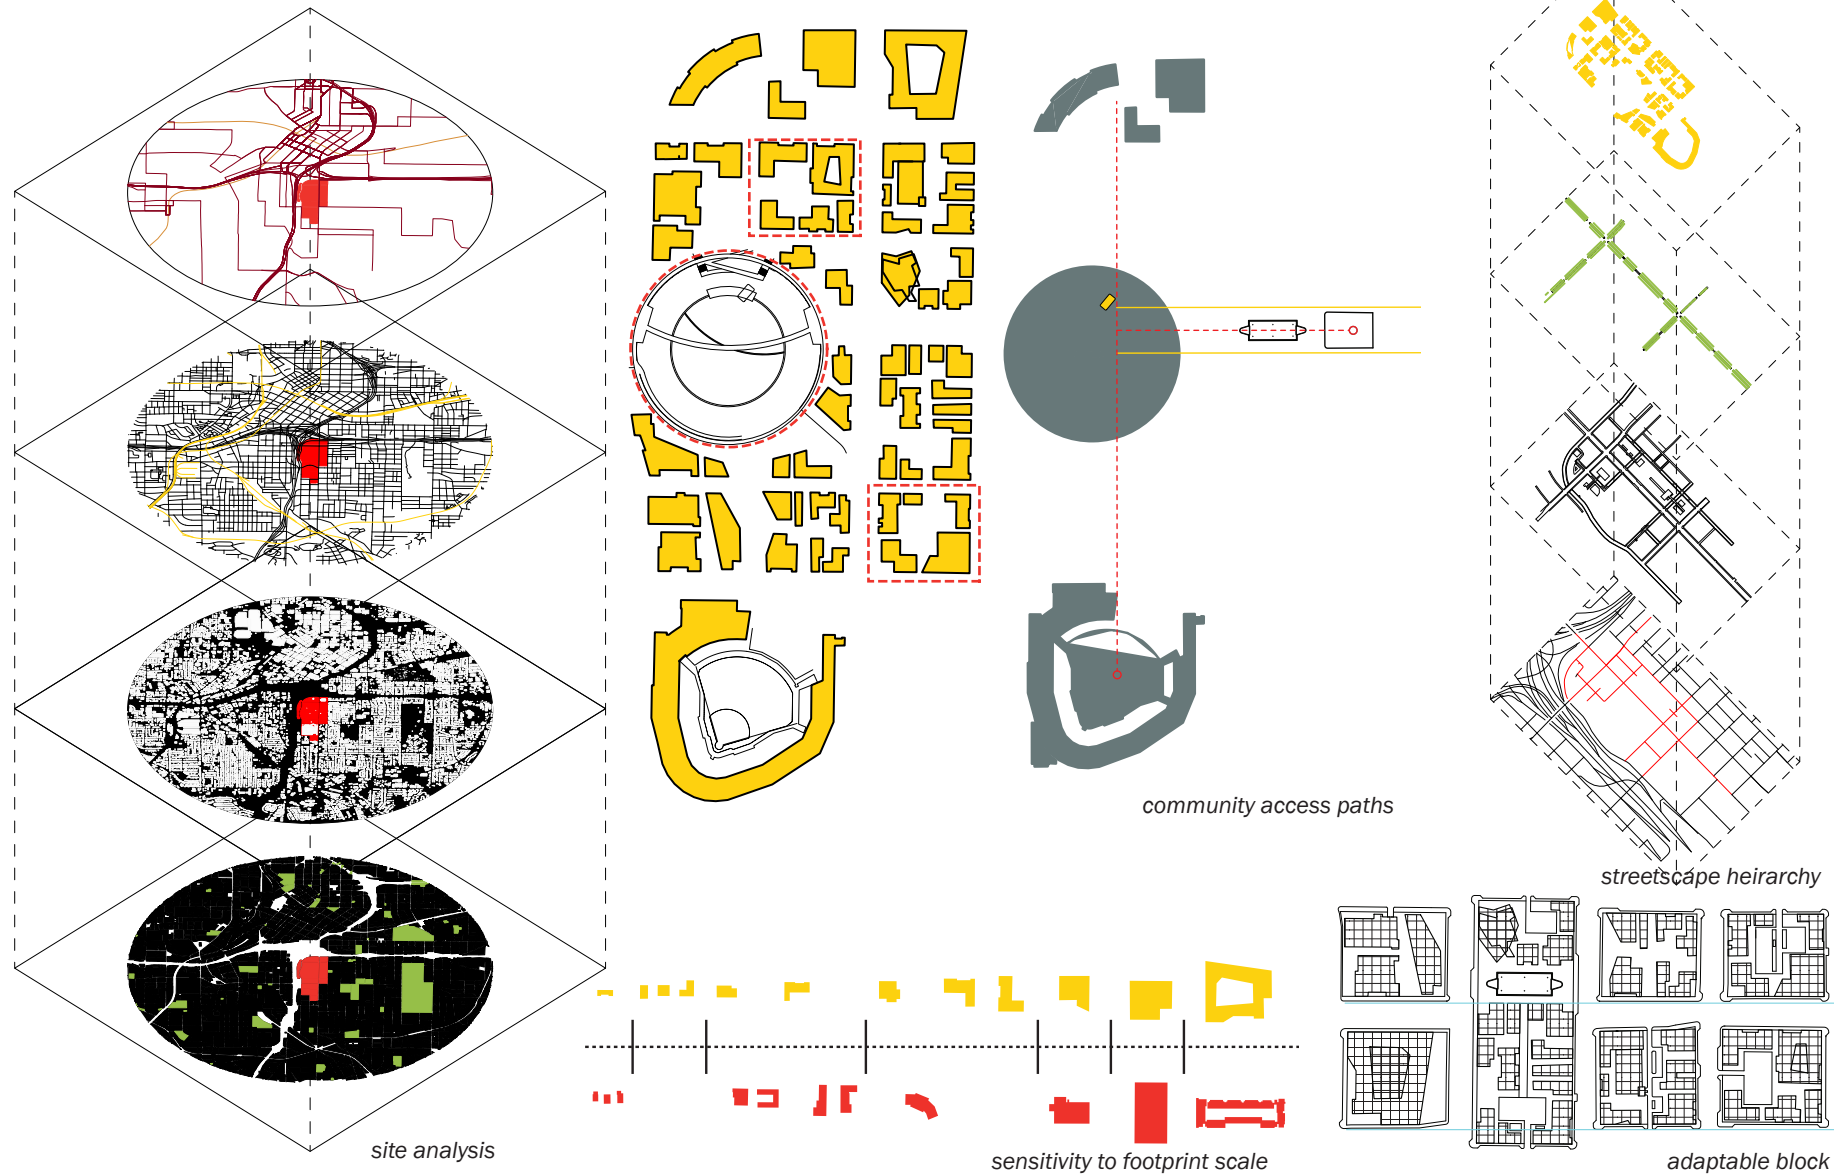 community access paths
streetscape heirarchy
site analysis
sensitivity to footprint scale
adaptable block